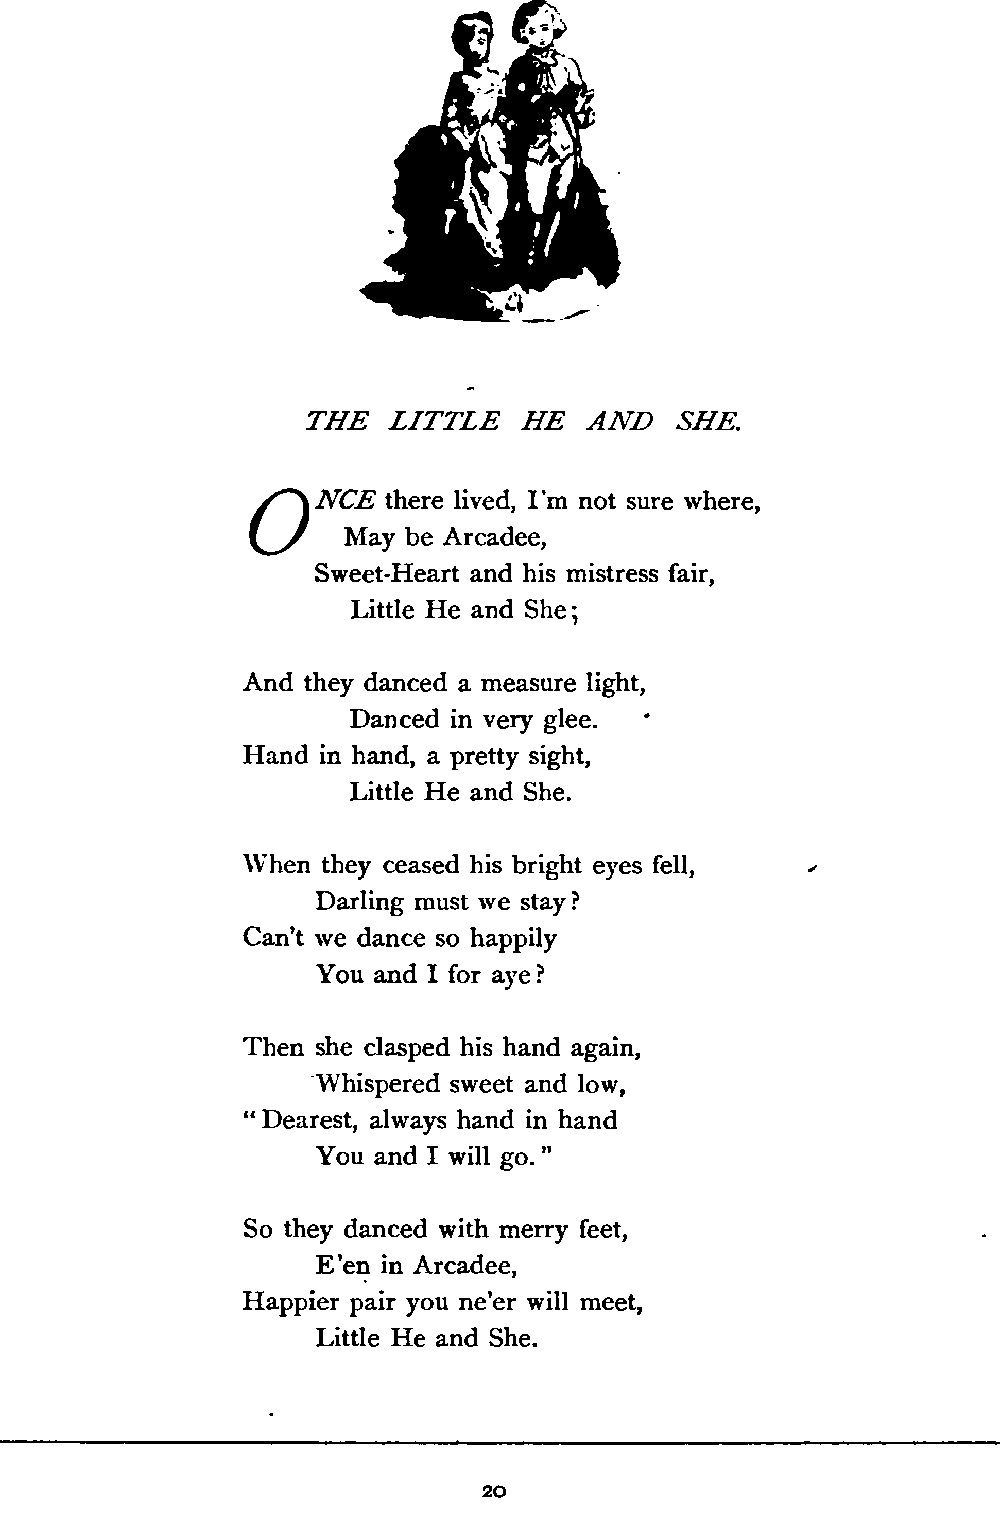 THE LITTLE HE AND SHE.
ONCE there lived, I'm not sure where,
May be Arcadee,
Sweet-Heart and his mistress fair,
Little He and She;
And they danced a measure light,
Danced in very glee.
Hand in hand, a pretty sight,
Little He and She.
When they ceased his bright eyes fell,
Darling must we stay?
Can't we dance so happily
You and I for aye?
Then she clasped his hand again,
Whispered sweet and low,
"Dearest, always hand in hand
You and I will go."
So they danced with merry feet,
E'en in Arcadee,
Happier pair you ne'er will meet,
Little He and She.
20